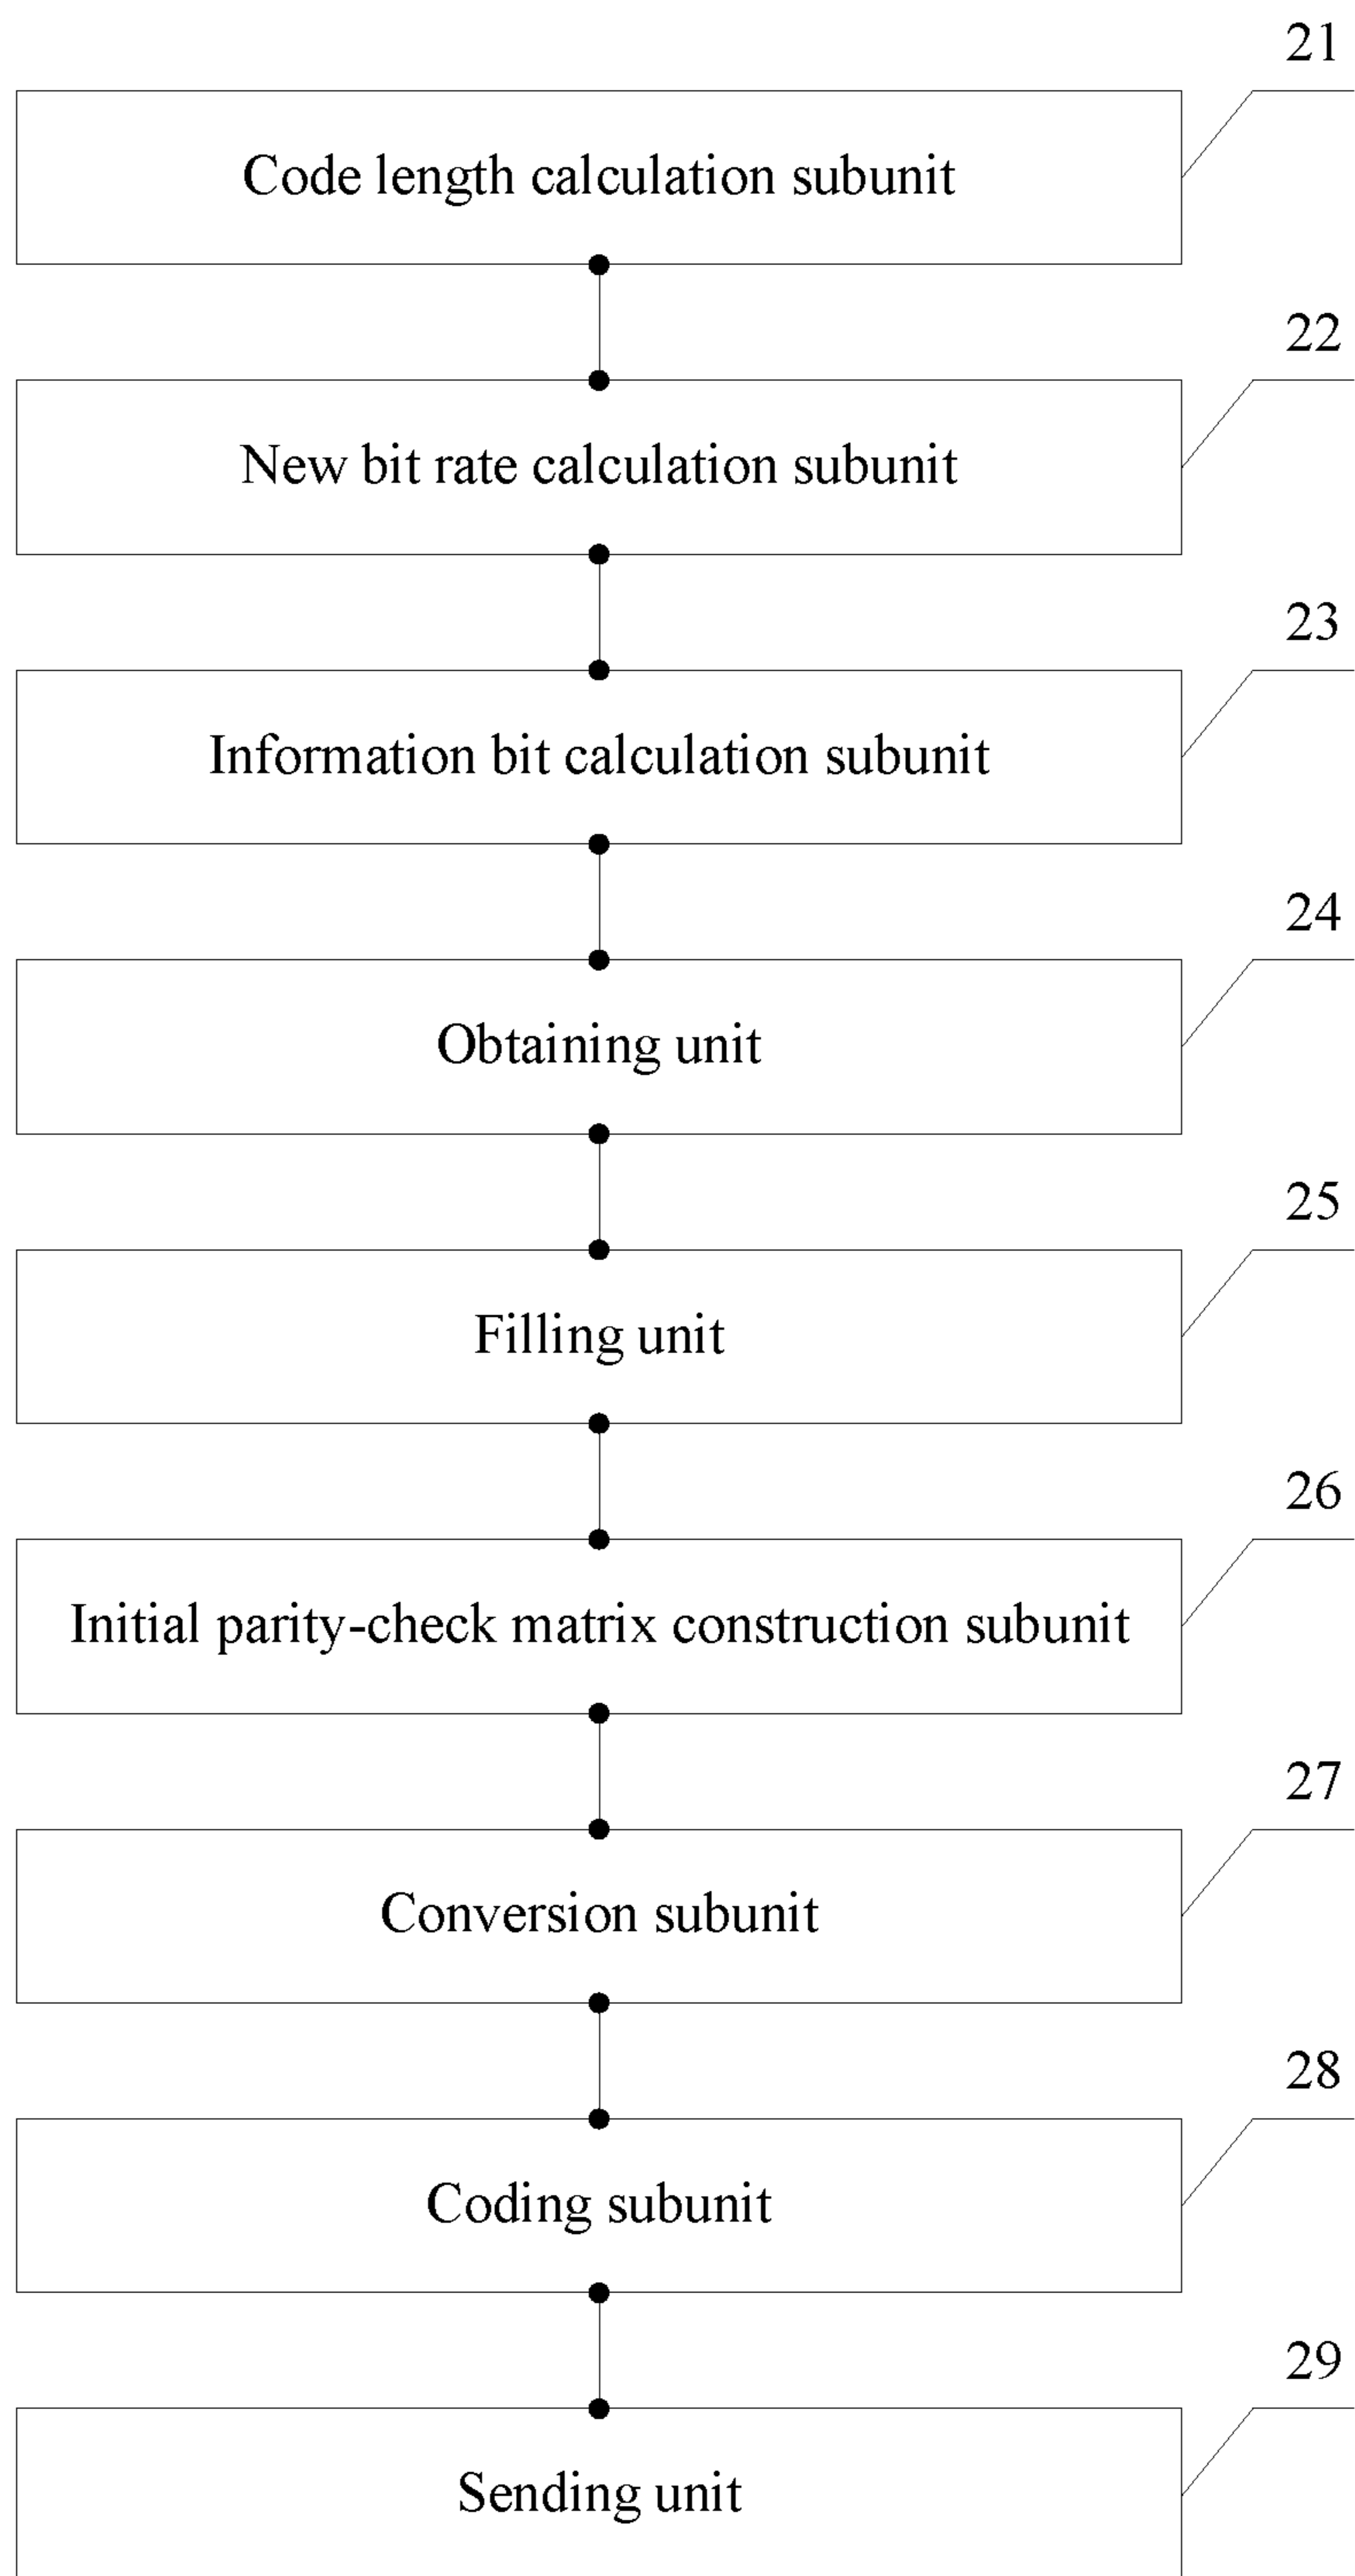 21
Code length calculation subunit
22
New bit rate calculation subunit
23
Information bit calculation subunit
24
Obtaining unit
25
Filling unit
26
Initial parity-check matrix construction subunit
27
Conversion subunit
28
Coding subunit
29
Sending unit